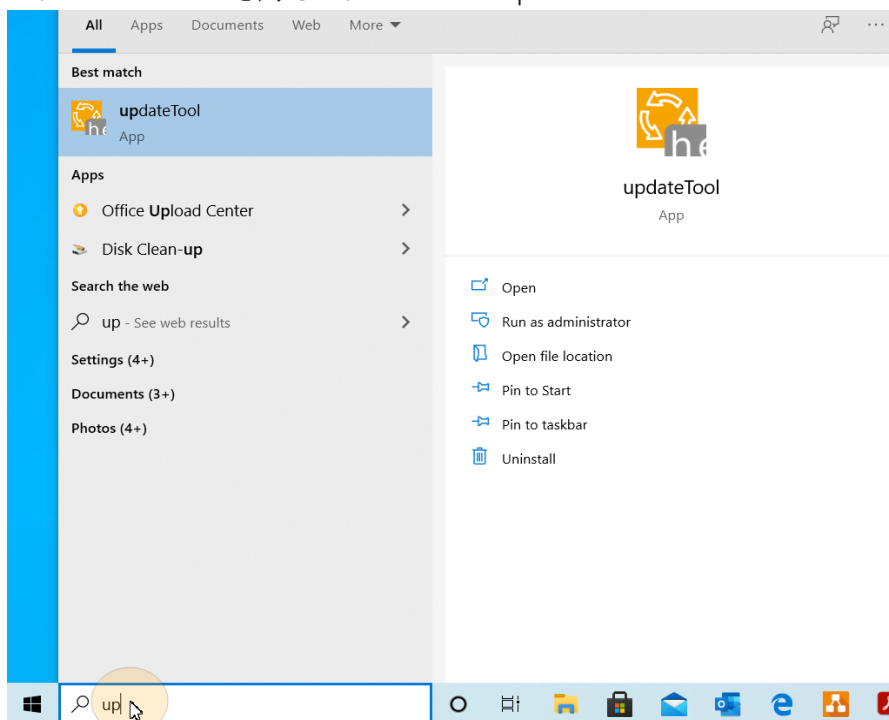 All Apps Documents Web More
Best match
updateTool
App
Apps
Office Upload Center
Disk Clean-up
Search the web
up - See web results
Settings (4+)
Documents (3+)
Photos (4+)
updateTool
App
Open
Run as administrator
Open file location
Pin to Start
Pin to taskbar
Uninstall
up